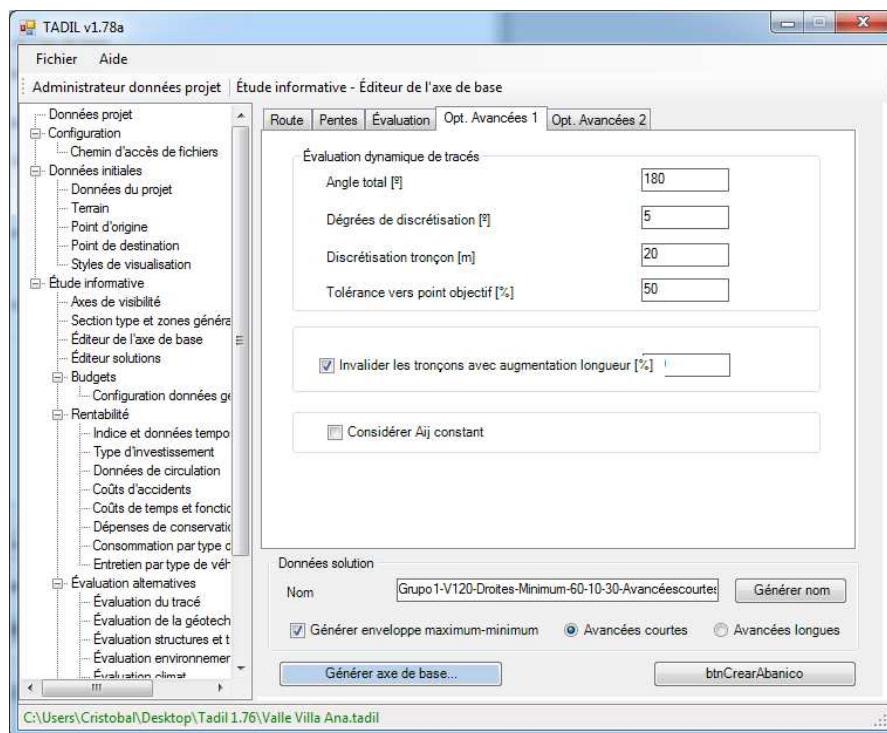 TADIL v1.78a
Fichier Aide
Administrateur données projet Étude informative - Éditeur de l'axe de base
Données projet
Configuration
Chemin d'accès de fichiers
Données initiales
Données du projet
Terrain
Point d'origine
Point de destination
Styles de visualisation
Étude informative
Axes de visibilité
Section type et zones généra
Éditeur de l'axe de base
Éditeur solutions
Budgets
Configuration données ge
Rentabilité
Indice et données tempo
Type d'investissement
Données de circulation
Coûts d'accidents
Coûts de temps et fonctio
Dépenses de conservatio
Consommation par type d
Entretien par type de véh
Évaluation alternatives
Évaluation du tracé
Évaluation de la géotech
Évaluation structures et t
Évaluation environnemer
Évaluation climat
Route Pentes Évaluation Opt. Avancées 1 Opt. Avancées 2
Évaluation dynamique de tracés
Angle total [º] 180
Dégrées de discrétisation [º] 5
Discrétisation tronçon [m] 20
Tolérance vers point objectif [%] 50
Invalider les tronçons avec augmentation longueur [%]
Considérer Aij constant
Données solution
Nom Grupo1-V120-Droites-Minimum-60-10-30-Avancéescourtes Générer nom
Générer enveloppe maximum-minimum Avancées courtes Avancées longues
Générer axe de base... btnCrearAbanico
C:\Users\Cristobal\Desktop\Tadil 1.76\Valle Villa Ana.tadil